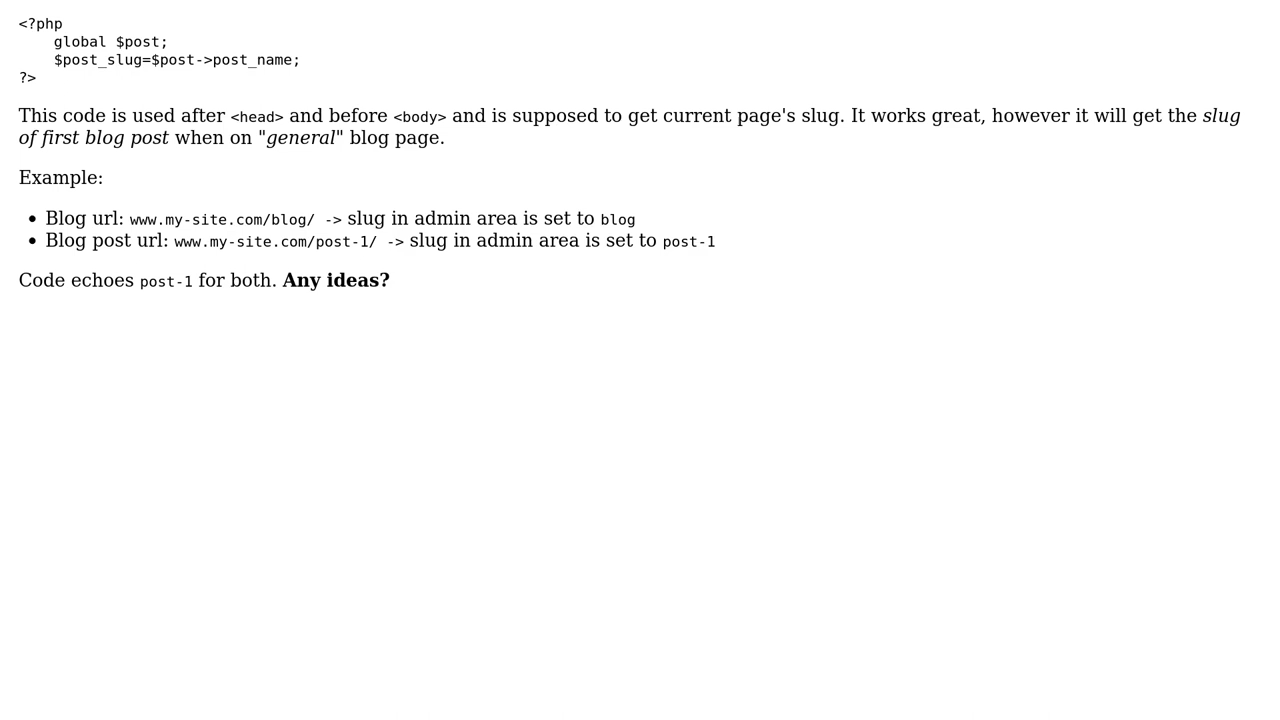 <?php
    global $post;
    $post_slug=$post->post_name;
?>
This code is used after <head> and before <body> and is supposed to get current page's slug. It works great, however it will get the slug
of first blog post when on "general" blog page.
Example:
• Blog url: www.my-site.com/blog/ -> slug in admin area is set to blog
• Blog post url: www.my-site.com/post-1/ -> slug in admin area is set to post-1
Code echoes post-1 for both. Any ideas?